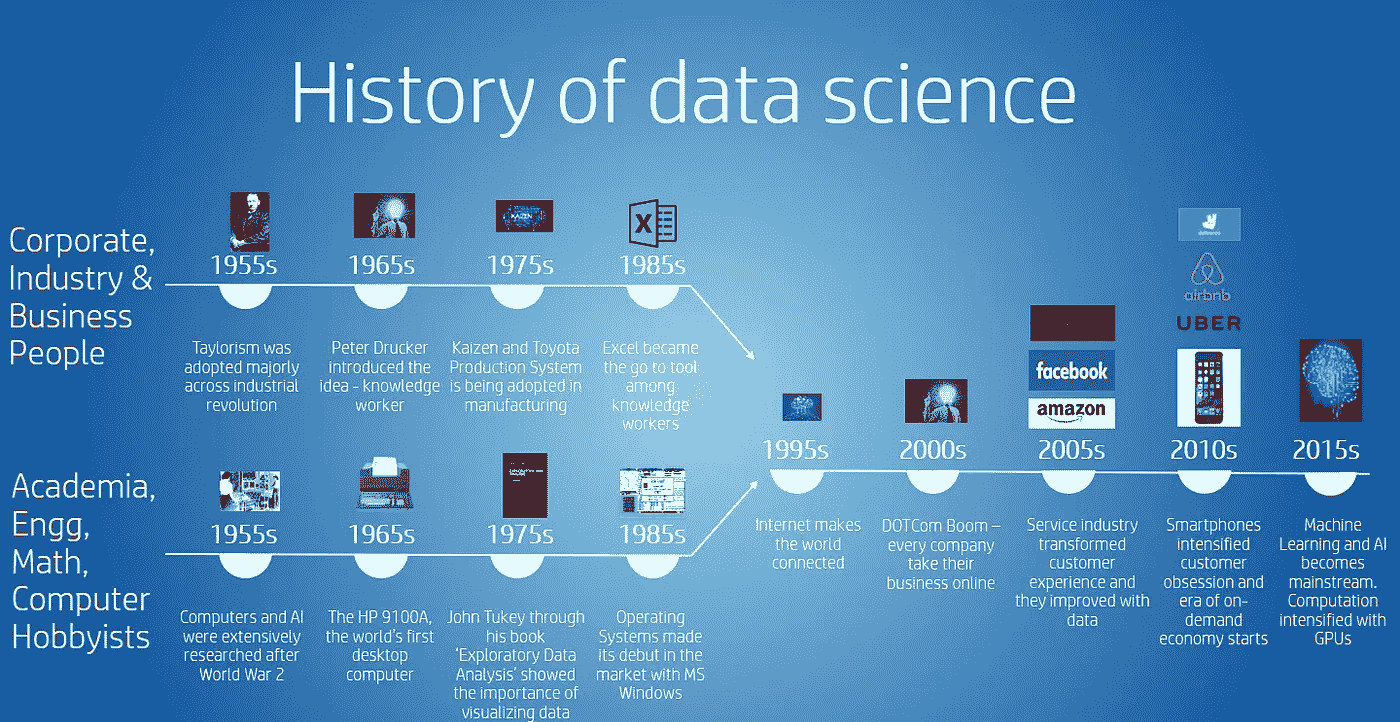 History of data science
Corporate,
Industry &
Business
People
1955s
Taylorism was
adopted majorly
across industrial
revolution
1965s
Peter Drucker
introduced the
idea - knowledge
worker
KAIZEN
1975s
Kaizen and Toyota
Production System
is being adopted in
manufacturing
X
1985s
Excel became
the go to tool
among
knowledge
workers
Academia,
Engg,
Math,
Computer
Hobbyists
1955s
Computers and AI
were extensively
researched after
World War 2
1965s
The HP 9100A,
the world's first
desktop
computer
1975s
John Tukey through
his book
'Exploratory Data
Analysis' showed
the importance of
visualizing data
1985s
Operating
Systems made
its debut in the
market with MS
Windows
1995s
Internet makes
the world
connected
2000s
DOTCom Boom –
every company
take their
business online
facebook
amazon
2005s
Service industry
transformed
customer
experience and
they improved with
data
deliveroo
airbnb
UBER
2010s
Smartphones
intensified
customer
obsession and
era of on-
demand
economy starts
2015s
Machine
Learning and AI
becomes
mainstream.
Computation
intensified with
GPUs